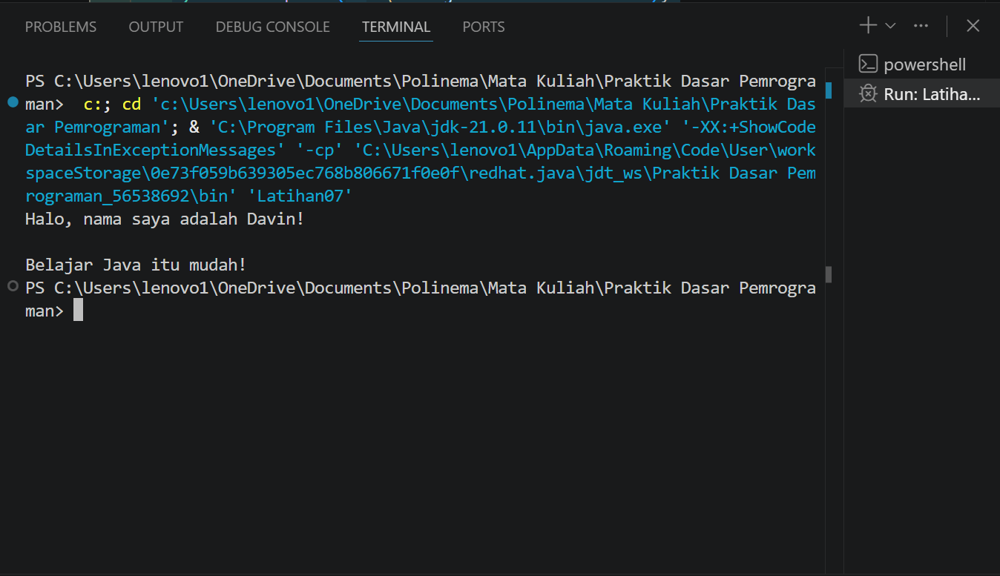 PROBLEMS OUTPUT DEBUG CONSOLE TERMINAL PORTS
powershell
Run: Latiha...
PS C:\Users\lenovo1\OneDrive\Documents\Polinema\Mata Kuliah\Praktik Dasar Pemrogra
man>  c:; cd 'c:\Users\lenovo1\OneDrive\Documents\Polinema\Mata Kuliah\Praktik Das
ar Pemrograman'; & 'C:\Program Files\Java\jdk-21.0.11\bin\java.exe' '-XX:+ShowCode
DetailsInExceptionMessages' '-cp' 'C:\Users\lenovo1\AppData\Roaming\Code\User\work
spaceStorage\0e73f059b639305ec768b806671f0e0f\redhat.java\jdt_ws\Praktik Dasar Pem
rograman_56538692\bin' 'Latihan07'
Halo, nama saya adalah Davin!
Belajar Java itu mudah!
PS C:\Users\lenovo1\OneDrive\Documents\Polinema\Mata Kuliah\Praktik Dasar Pemrogra
man>